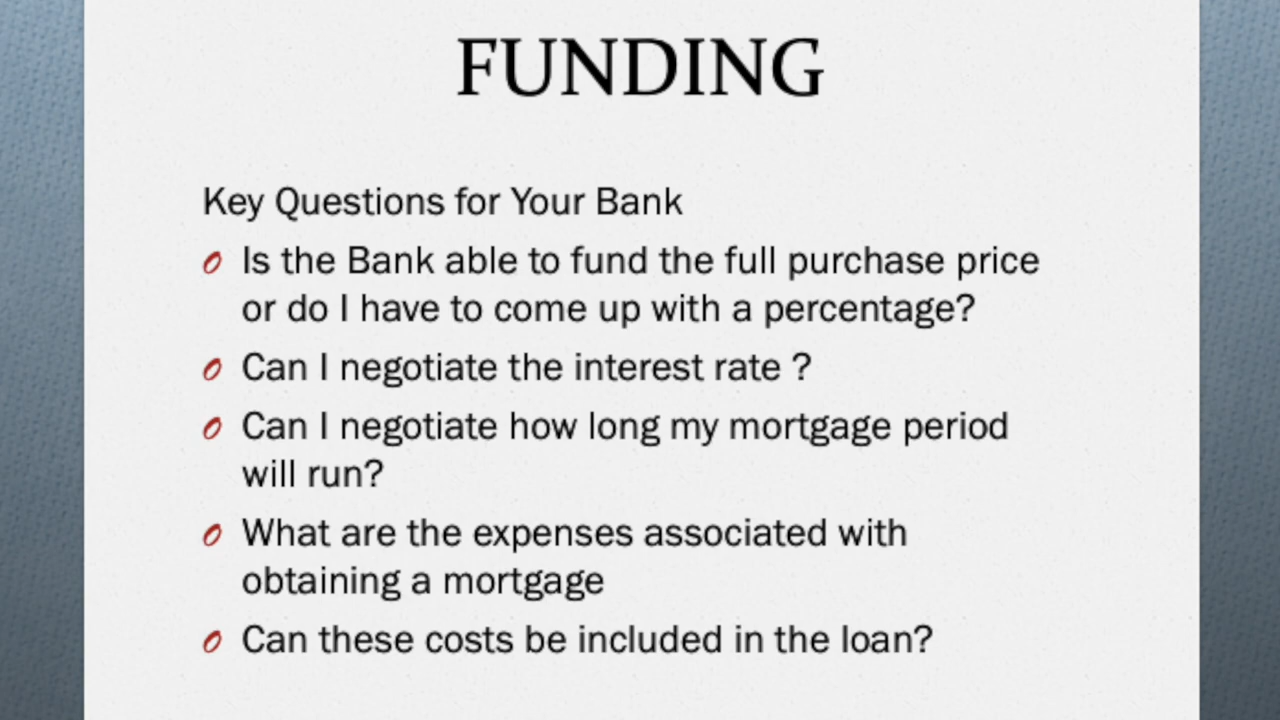 FUNDING
Key Questions for Your Bank
Is the Bank able to fund the full purchase price
or do I have to come up with a percentage?
Can I negotiate the interest rate ?
Can I negotiate how long my mortgage period
will run?
What are the expenses associated with
obtaining a mortgage
Can these costs be included in the loan?